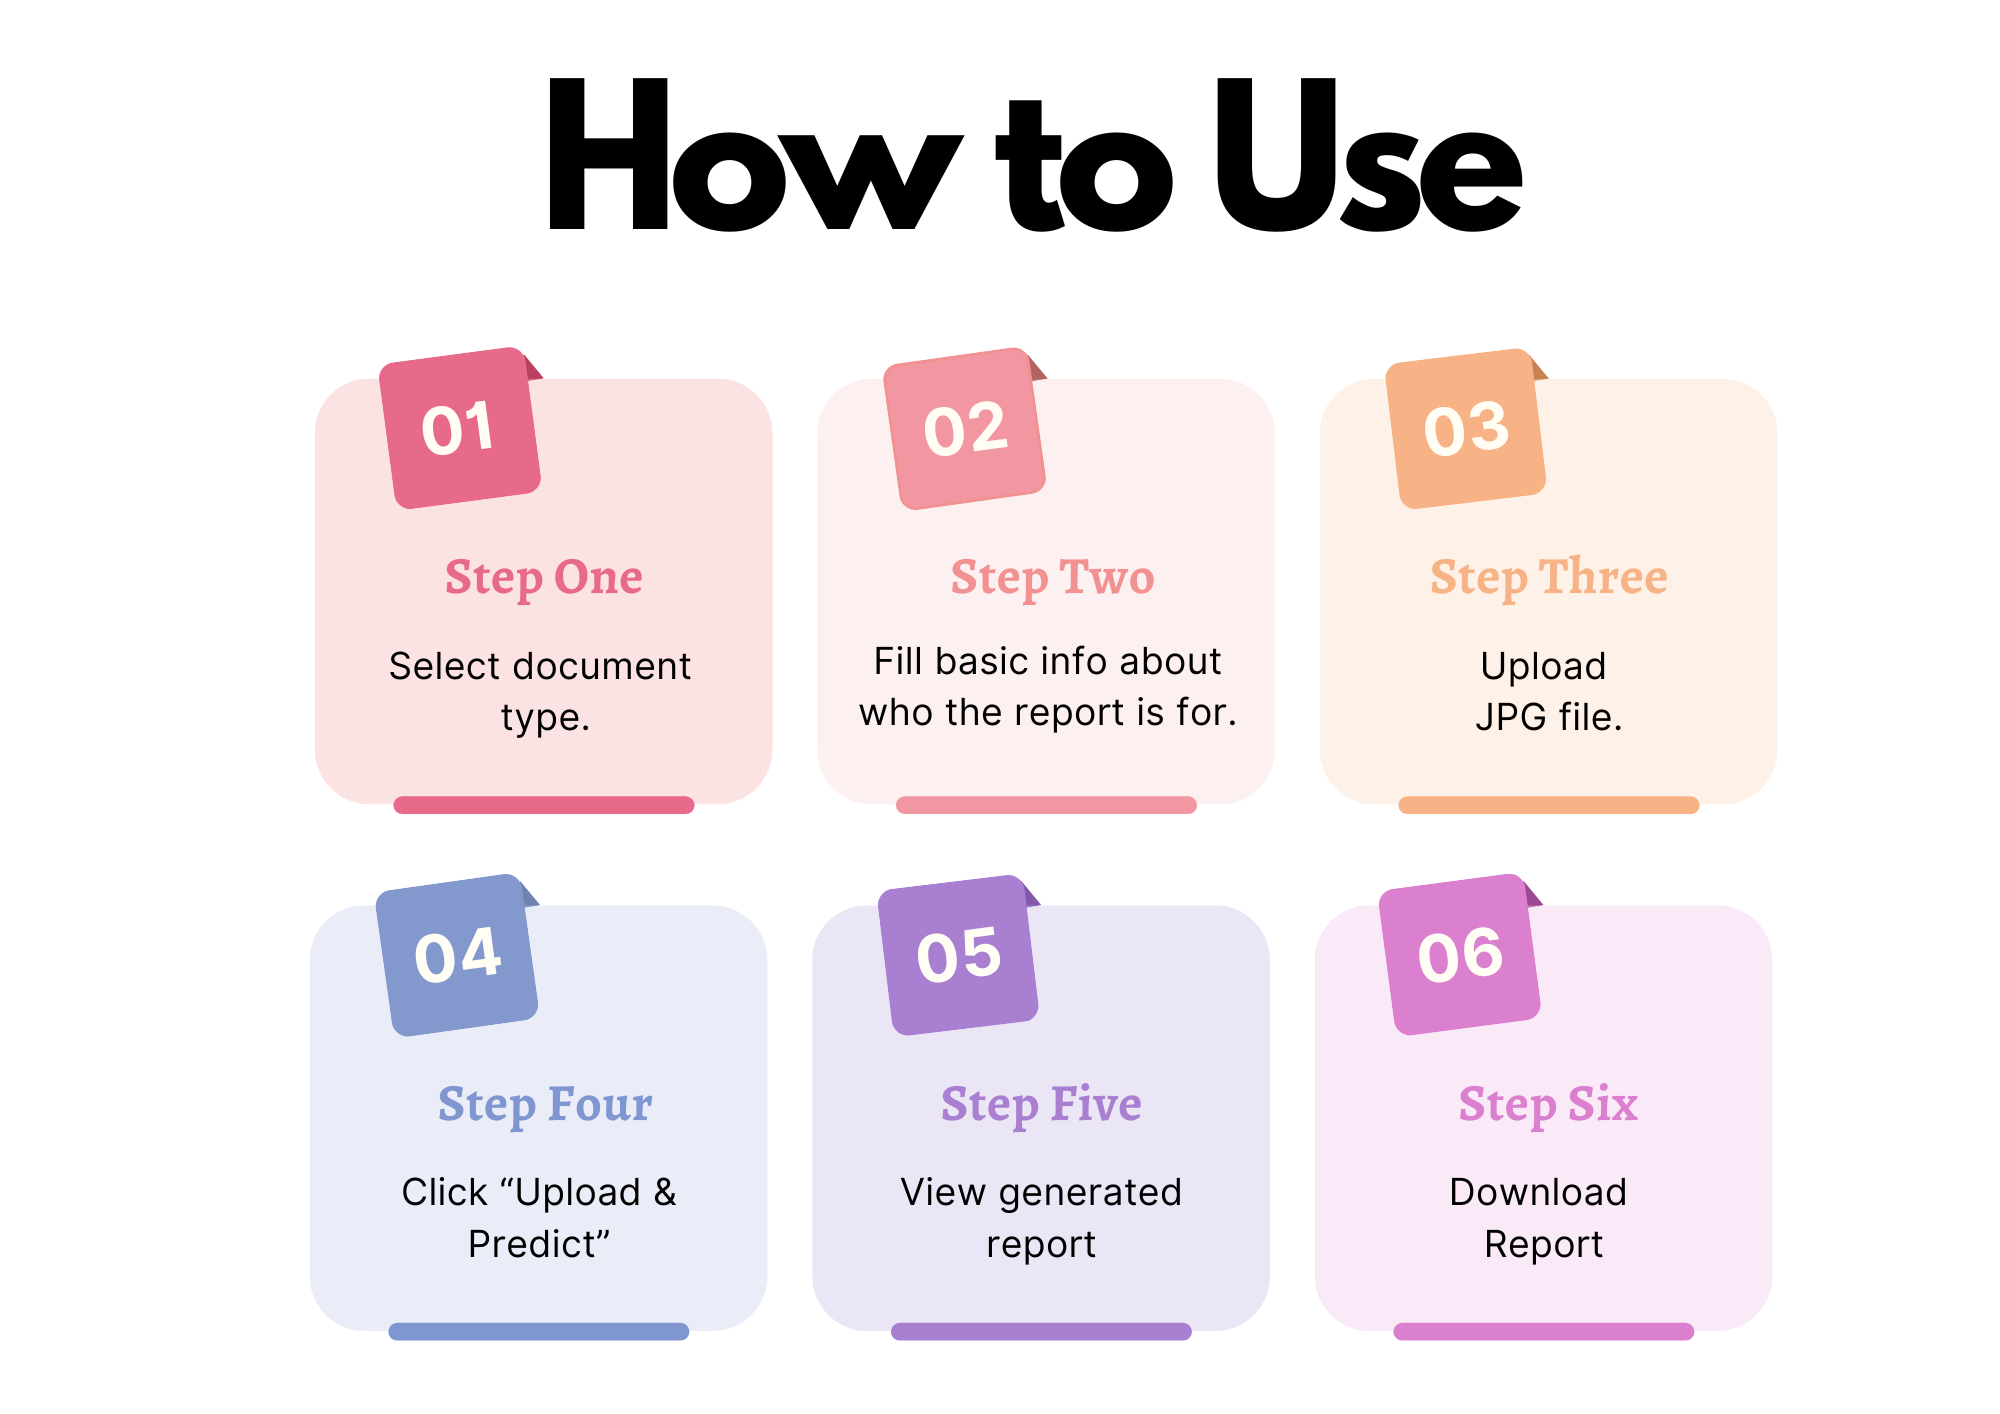 How to Use
01
Step One
Select document
type.
02
Step Two
Fill basic info about
who the report is for.
03
Step Three
Upload
JPG file.
04
Step Four
Click “Upload &
Predict”
05
Step Five
View generated
report
06
Step Six
Download
Report